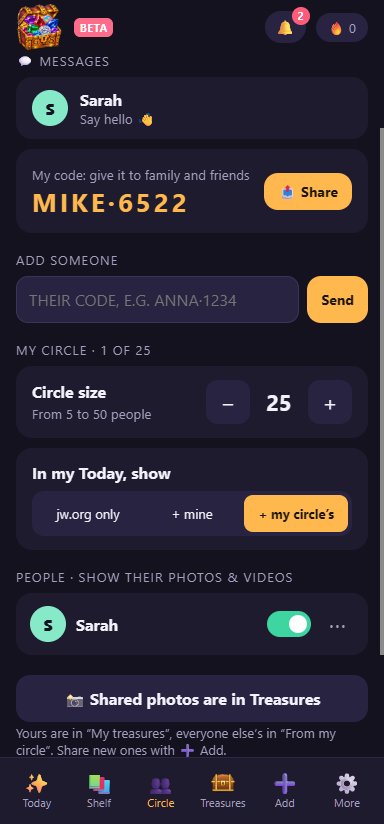 BETA
2
0
MESSAGES
S
Sarah
Say hello
My code: give it to family and friends
MIKE·6522
Share
ADD SOMEONE
THEIR CODE, E.G. ANNA·1234
Send
MY CIRCLE · 1 OF 25
Circle size
From 5 to 50 people
− 25 +
In my Today, show
jw.org only + mine + my circle’s
PEOPLE · SHOW THEIR PHOTOS & VIDEOS
S Sarah ...
Shared photos are in Treasures
Yours are in “My treasures”, everyone else’s in “From my
circle”. Share new ones with + Add.
Today Shelf Circle Treasures Add More